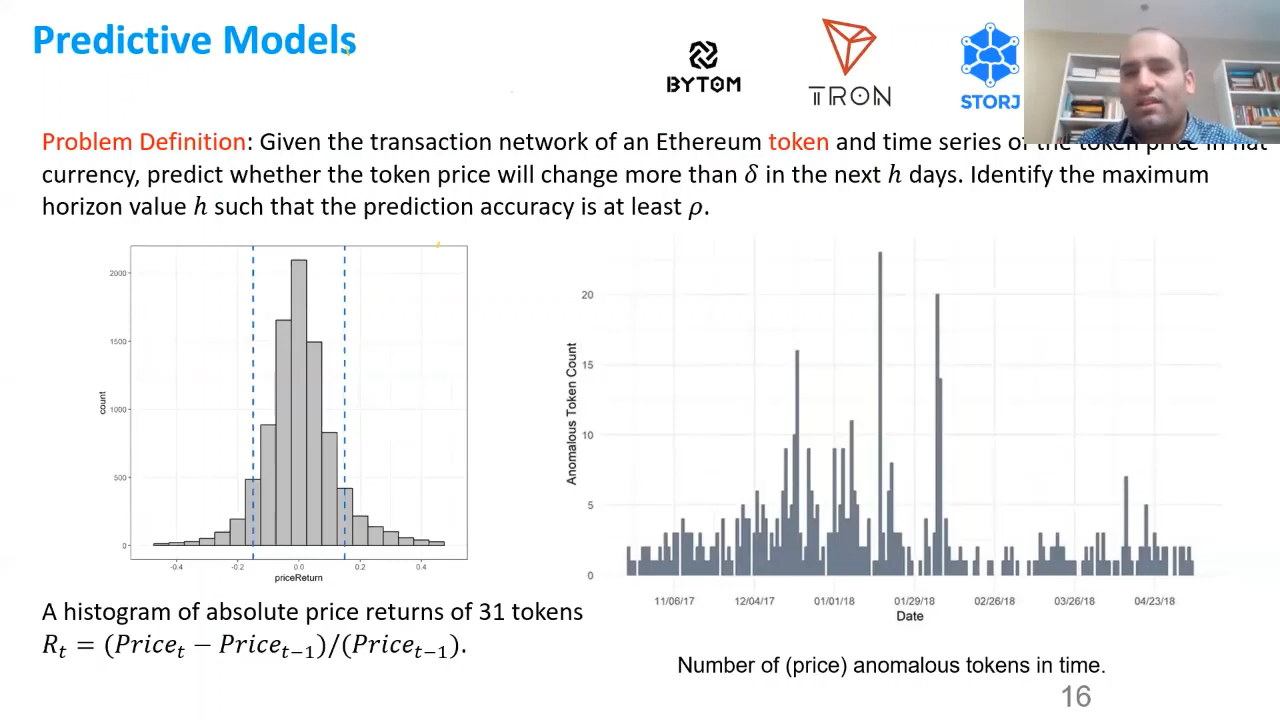 Predictive Models
BYTOM
TRON
STORJ
Problem Definition: Given the transaction network of an Ethereum token and time series of the token price in fiat
currency, predict whether the token price will change more than δ in the next h days. Identify the maximum
horizon value h such that the prediction accuracy is at least ρ.
2000
1500
1000
500
0
count
-0.4 -0.2 0.0 0.2 0.4
priceReturn
20
15
10
5
0
Anomalous Token Count
11/06/17 12/04/17 01/01/18 01/29/18 02/26/18 03/26/18 04/23/18
Date
A histogram of absolute price returns of 31 tokens
R_t = (Price_t − Price_{t−1})/(Price_{t−1}).
Number of (price) anomalous tokens in time.
16